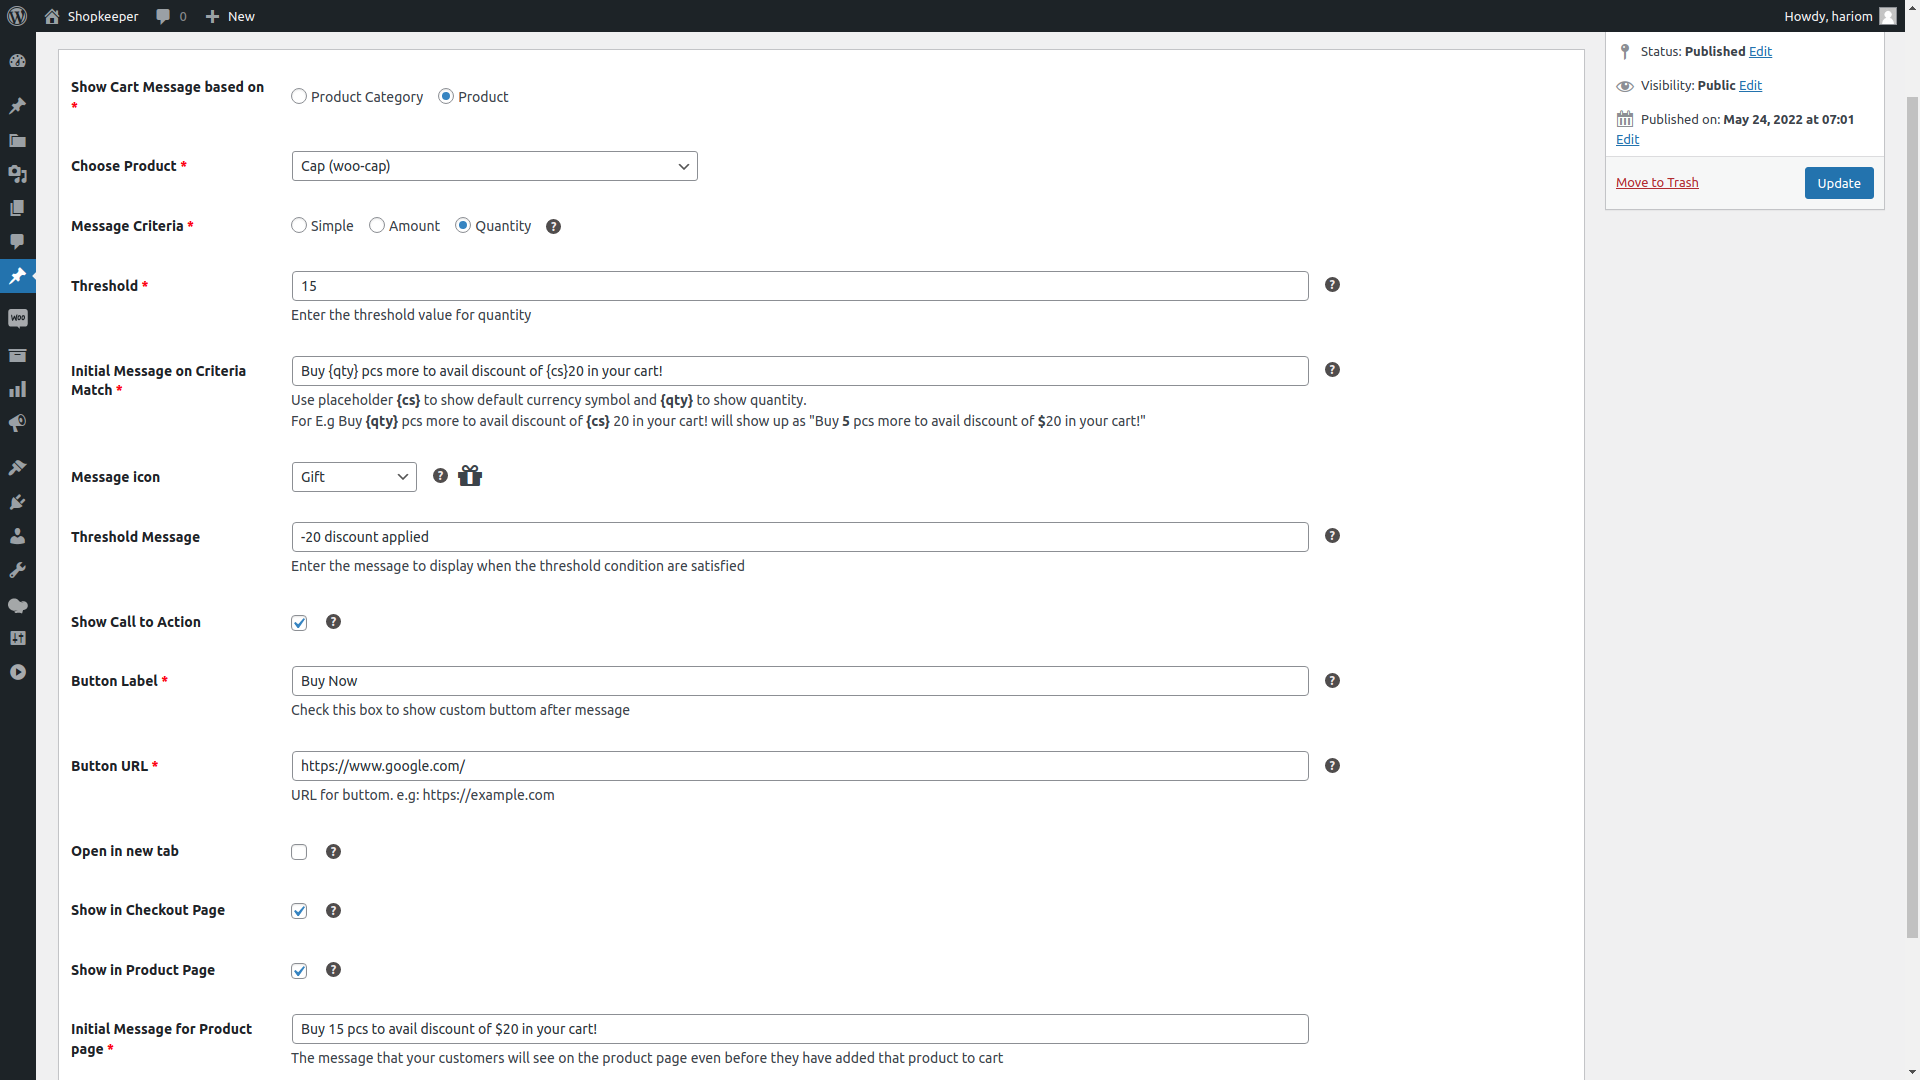 Shopkeeper
0
New
Howdy, hariom
Show Cart Message based on
*
Product Category
Product
Choose Product *
Cap (woo-cap)
Message Criteria *
Simple
Amount
Quantity
?
Threshold *
15
?
Enter the threshold value for quantity
Initial Message on Criteria
Match *
Buy {qty} pcs more to avail discount of {cs}20 in your cart!
?
Use placeholder {cs} to show default currency symbol and {qty} to show quantity.
For E.g Buy {qty} pcs more to avail discount of {cs} 20 in your cart! will show up as "Buy 5 pcs more to avail discount of $20 in your cart!"
Message icon
Gift
?
Threshold Message
-20 discount applied
?
Enter the message to display when the threshold condition are satisfied
Show Call to Action
?
Button Label *
Buy Now
?
Check this box to show custom buttom after message
Button URL *
https://www.google.com/
?
URL for buttom. e.g: https://example.com
Open in new tab
?
Show in Checkout Page
?
Show in Product Page
?
Initial Message for Product
page *
Buy 15 pcs to avail discount of $20 in your cart!
The message that your customers will see on the product page even before they have added that product to cart
Status: Published Edit
Visibility: Public Edit
Published on: May 24, 2022 at 07:01
Edit
Move to Trash
Update
Woo